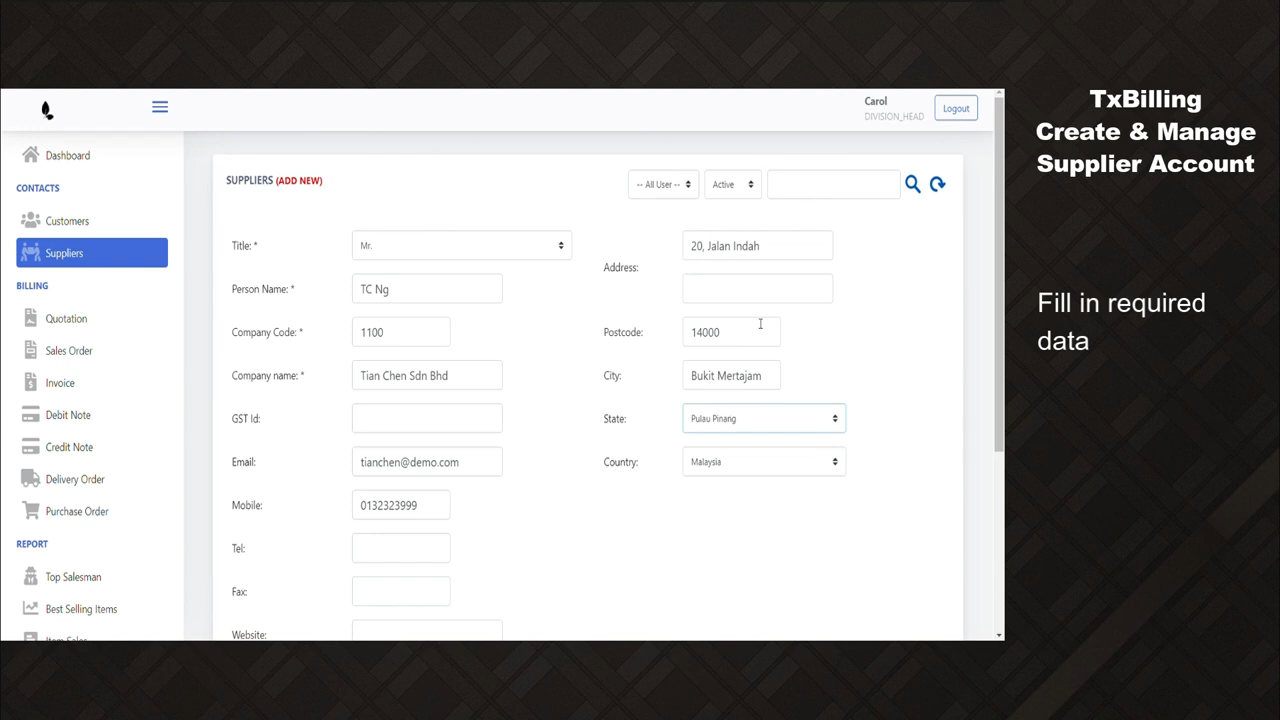 Carol
DIVISION_HEAD
Logout
Dashboard
CONTACTS
Customers
Suppliers
BILLING
Quotation
Sales Order
Invoice
Debit Note
Credit Note
Delivery Order
Purchase Order
REPORT
Top Salesman
Best Selling Items
Item Sales
SUPPLIERS (ADD NEW)
-- All User --
Active
Title: *
Mr.
Person Name: *
TC Ng
Company Code: *
1100
Company name: *
Tian Chen Sdn Bhd
GST Id:
Email:
tianchen@demo.com
Mobile:
0132323999
Tel:
Fax:
Website:
Address:
20, Jalan Indah
Postcode:
14000
City:
Bukit Mertajam
State:
Pulau Pinang
Country:
Malaysia
TxBilling
Create & Manage
Supplier Account
Fill in required
data